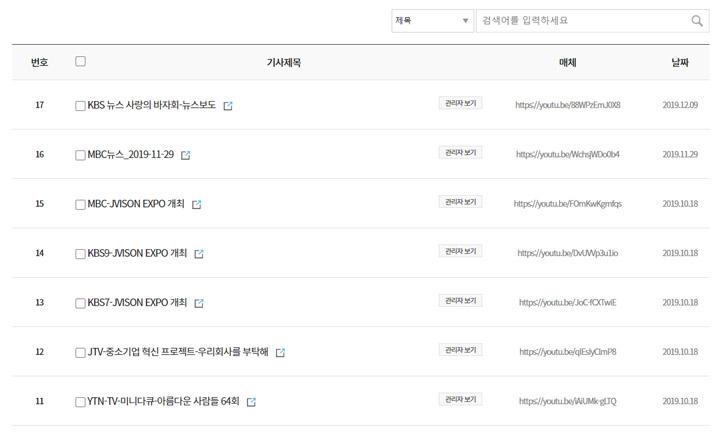 제목 ▼ 검색어를 입력하세요
번호 기사제목 매체 날짜
17 KBS 뉴스 사랑의 바자회-뉴스보도 관리자 보기 https://youtu.be/88WPzEmJ0X8 2019.12.09
16 MBC뉴스_2019-11-29 관리자 보기 https://youtu.be/WchsjWDo0b4 2019.11.29
15 MBC-JVISON EXPO 개최 관리자 보기 https://youtu.be/FOmKwKgmfqs 2019.10.18
14 KBS9-JVISON EXPO 개최 관리자 보기 https://youtu.be/DvUVVp3u1io 2019.10.18
13 KBS7-JVISON EXPO 개최 관리자 보기 https://youtu.be/JoC-fCXTwiE 2019.10.18
12 JTV-중소기업 혁신 프로젝트-우리회사를 부탁해 관리자 보기 https://youtu.be/qIEsIyClmP8 2019.10.18
11 YTN-TV-미니다큐-아름다운 사람들 64회 관리자 보기 https://youtu.be/iAiUMk-gLTQ 2019.10.18